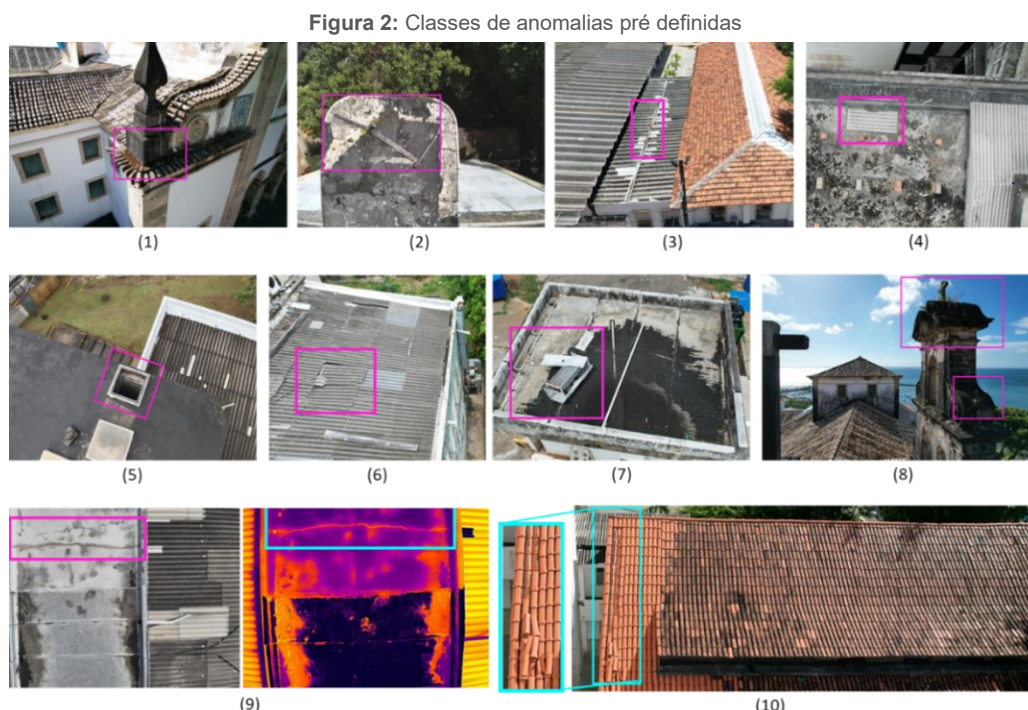 Figura 2: Classes de anomalias pré definidas
(1) (2) (3) (4)
(5) (6) (7) (8)
(9) (10)